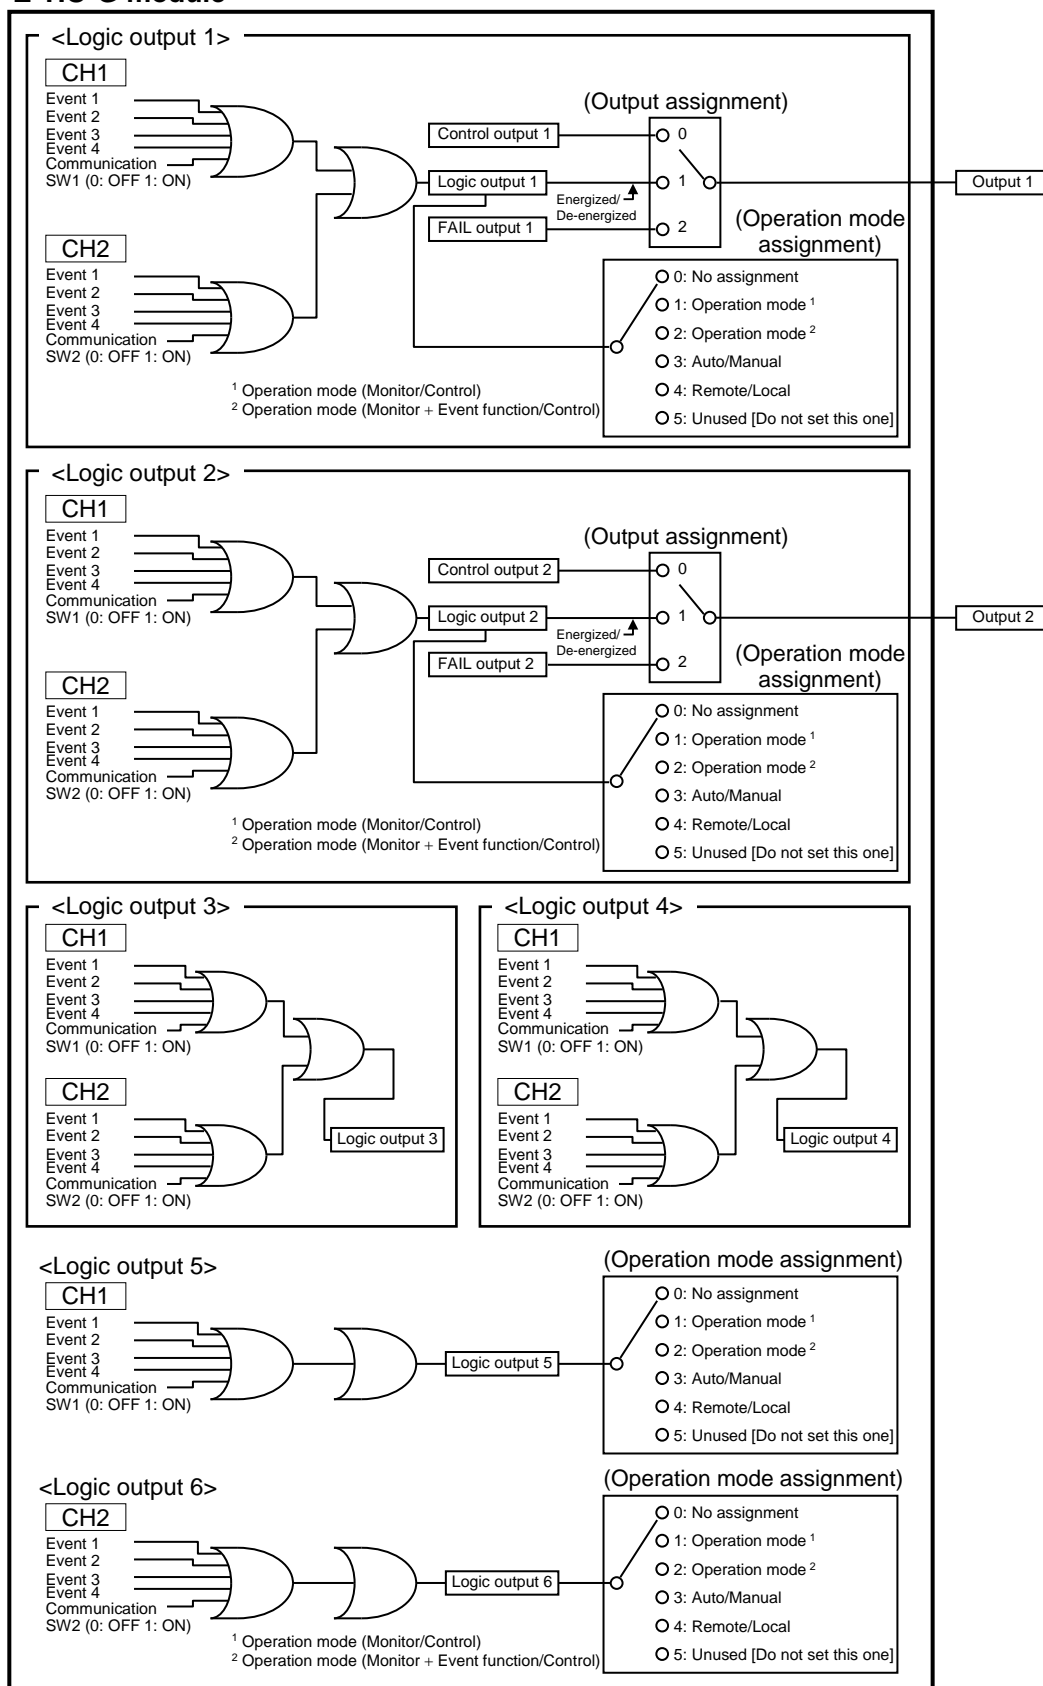 <Logic output 1>
CH1
Event 1
Event 2
Event 3
Event 4
Communication
SW1 (0: OFF 1: ON)
CH2
Event 1
Event 2
Event 3
Event 4
Communication
SW2 (0: OFF 1: ON)
(Output assignment)
Control output 1
0
Logic output 1
1
Energized/
De-energized
FAIL output 1
2
Output 1
(Operation mode
assignment)
0: No assignment
1: Operation mode 1
2: Operation mode 2
3: Auto/Manual
4: Remote/Local
5: Unused [Do not set this one]
1 Operation mode (Monitor/Control)
2 Operation mode (Monitor + Event function/Control)
<Logic output 2>
CH1
Event 1
Event 2
Event 3
Event 4
Communication
SW1 (0: OFF 1: ON)
CH2
Event 1
Event 2
Event 3
Event 4
Communication
SW2 (0: OFF 1: ON)
(Output assignment)
Control output 2
0
Logic output 2
1
Energized/
De-energized
FAIL output 2
2
Output 2
(Operation mode
assignment)
0: No assignment
1: Operation mode 1
2: Operation mode 2
3: Auto/Manual
4: Remote/Local
5: Unused [Do not set this one]
1 Operation mode (Monitor/Control)
2 Operation mode (Monitor + Event function/Control)
<Logic output 3>
CH1
Event 1
Event 2
Event 3
Event 4
Communication
SW1 (0: OFF 1: ON)
CH2
Event 1
Event 2
Event 3
Event 4
Communication
SW2 (0: OFF 1: ON)
Logic output 3
<Logic output 4>
CH1
Event 1
Event 2
Event 3
Event 4
Communication
SW1 (0: OFF 1: ON)
CH2
Event 1
Event 2
Event 3
Event 4
Communication
SW2 (0: OFF 1: ON)
Logic output 4
<Logic output 5>
CH1
Event 1
Event 2
Event 3
Event 4
Communication
SW1 (0: OFF 1: ON)
Logic output 5
(Operation mode assignment)
0: No assignment
1: Operation mode 1
2: Operation mode 2
3: Auto/Manual
4: Remote/Local
5: Unused [Do not set this one]
<Logic output 6>
CH2
Event 1
Event 2
Event 3
Event 4
Communication
SW2 (0: OFF 1: ON)
Logic output 6
(Operation mode assignment)
0: No assignment
1: Operation mode 1
2: Operation mode 2
3: Auto/Manual
4: Remote/Local
5: Unused [Do not set this one]
1 Operation mode (Monitor/Control)
2 Operation mode (Monitor + Event function/Control)